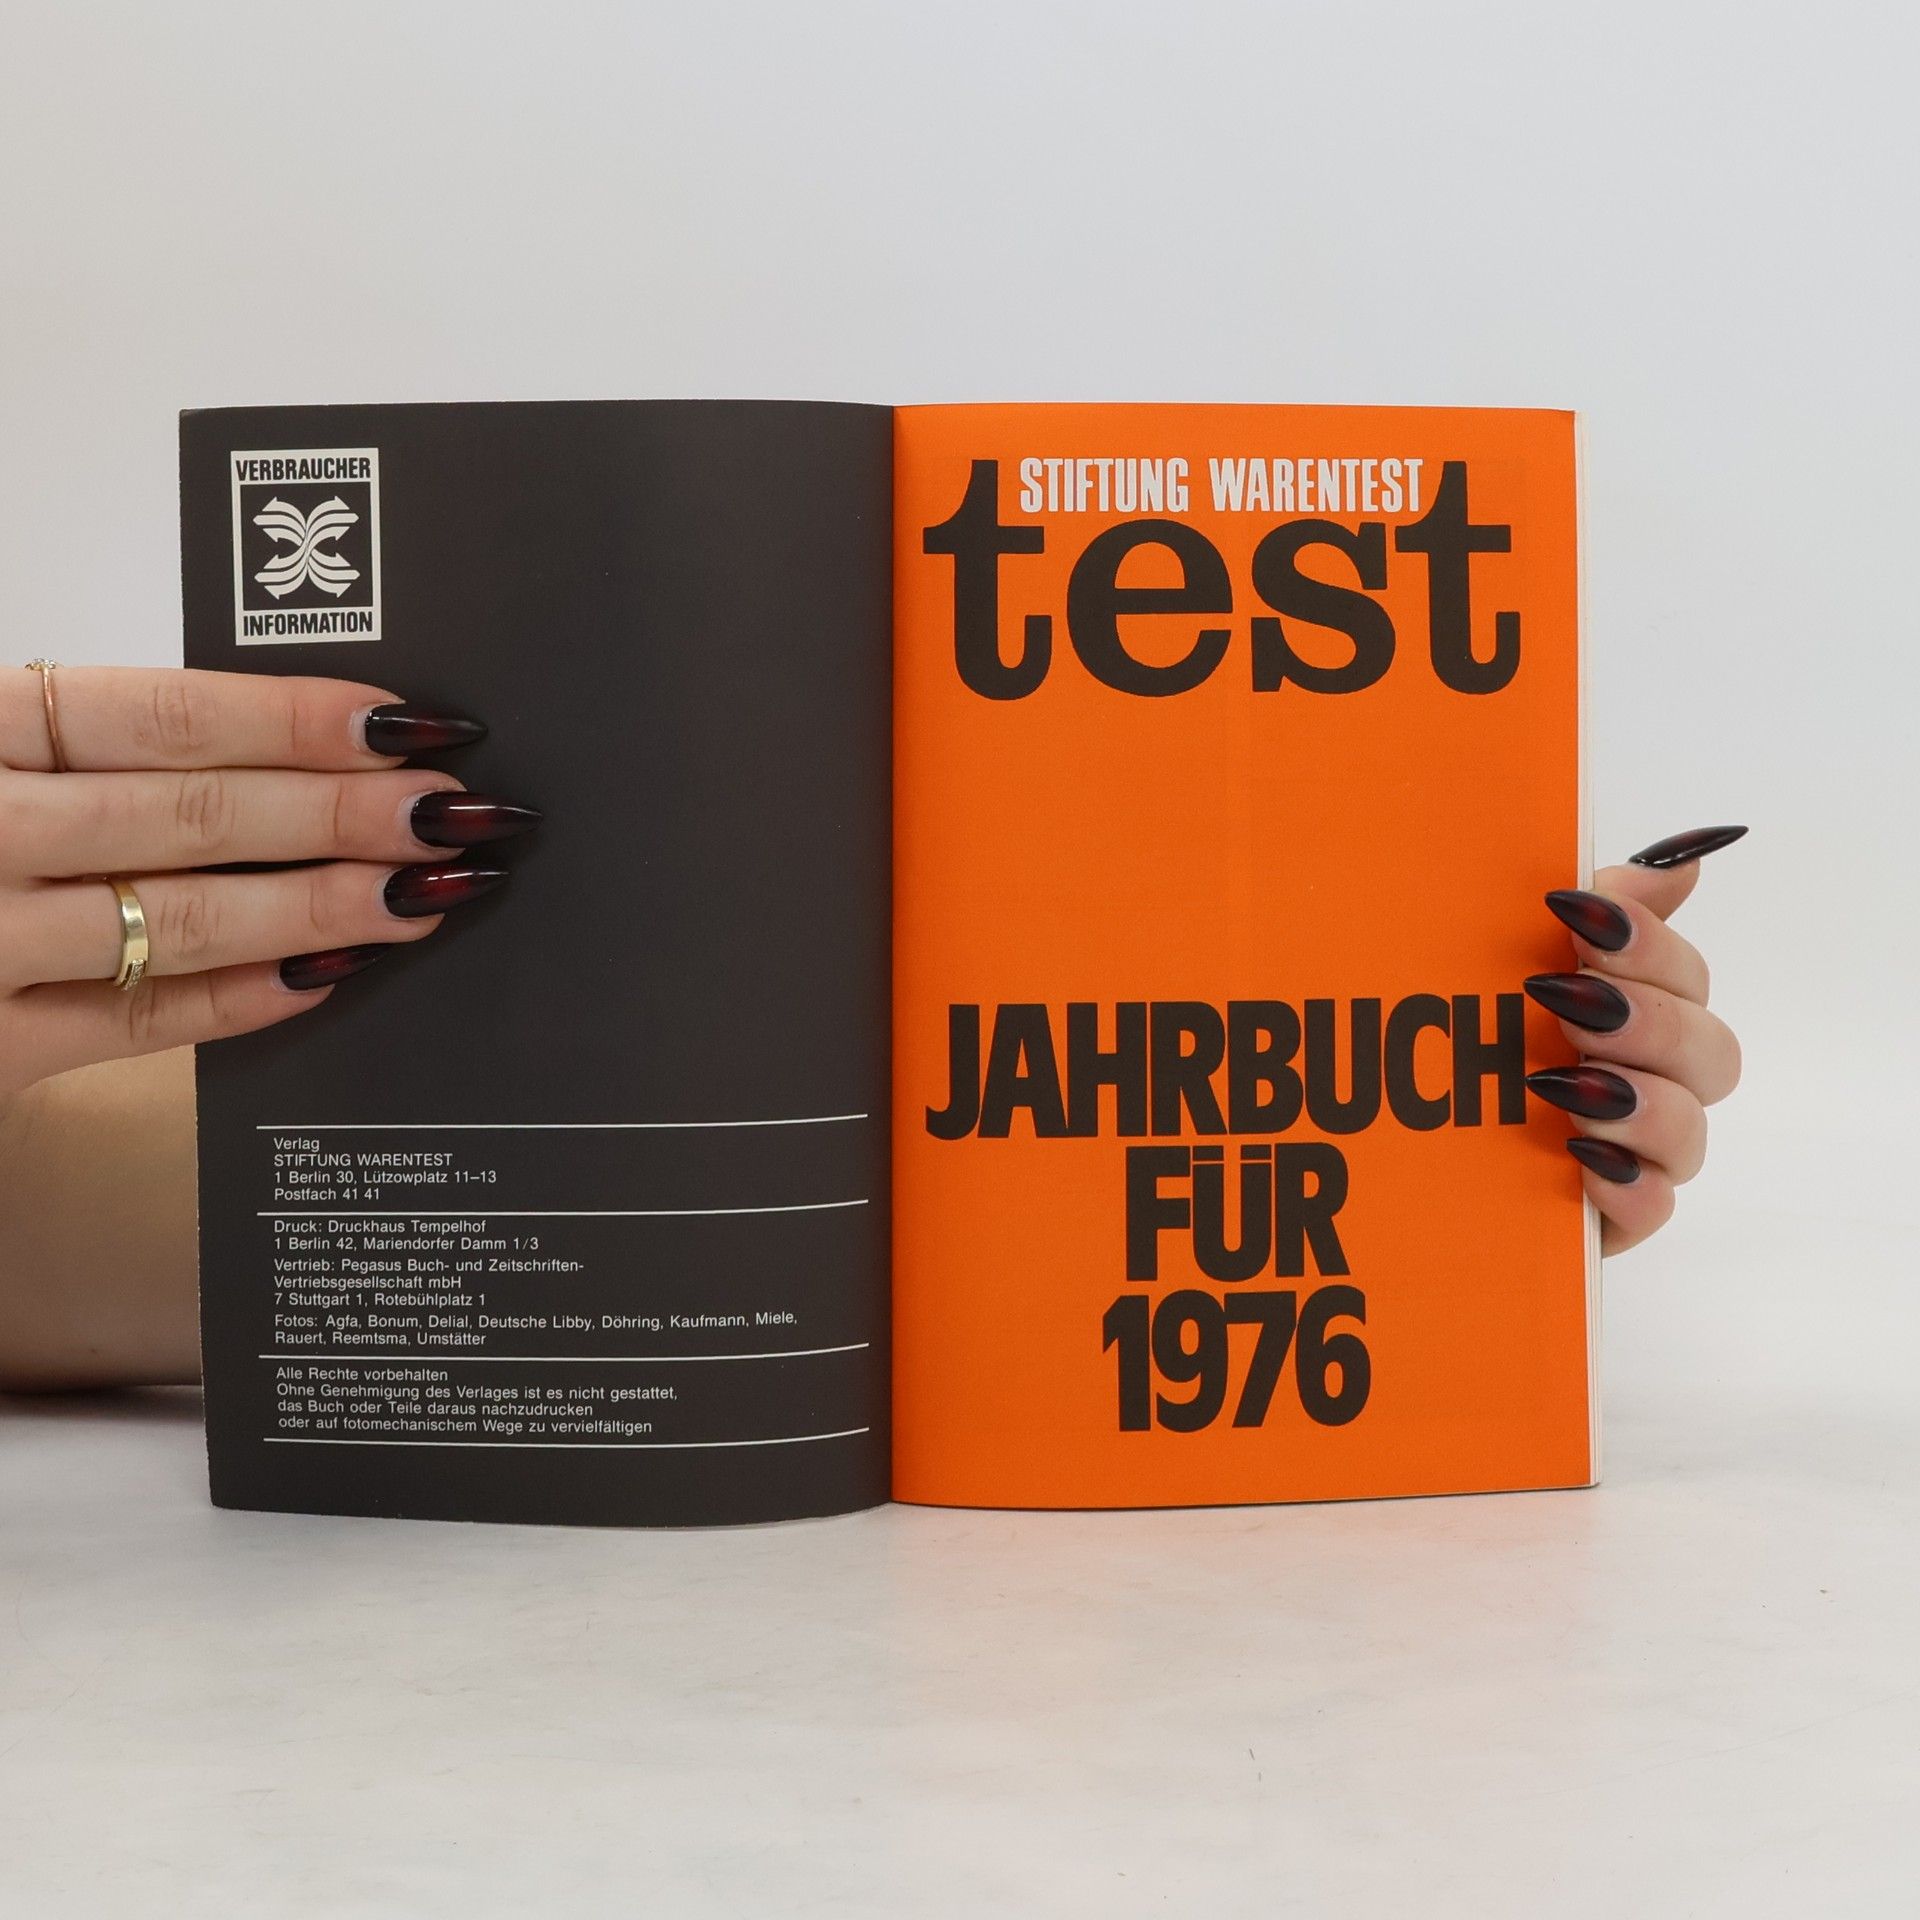 VERBRAUCHER
INFORMATION
Verlag
STIFTUNG WARENTEST
1 Berlin 30, Lützowplatz 11–13
Postfach 41 41
Druck: Druckhaus Tempelhof
1 Berlin 42, Mariendorfer Damm 1/3
Vertrieb: Pegasus Buch- und Zeitschriften-
Vertriebsgesellschaft mbH
7 Stuttgart 1, Rotebühlplatz 1
Fotos: Agfa, Bonum, Delial, Deutsche Libby, Döhring, Kaufmann, Miele,
Rauert, Reemtsma, Umstätter
Alle Rechte vorbehalten
Ohne Genehmigung des Verlages ist es nicht gestattet,
das Buch oder Teile daraus nachzudrucken
oder auf fotomechanischem Wege zu vervielfältigen
STIFTUNG WARENTEST
test
JAHRBUCH
FÜR
1976